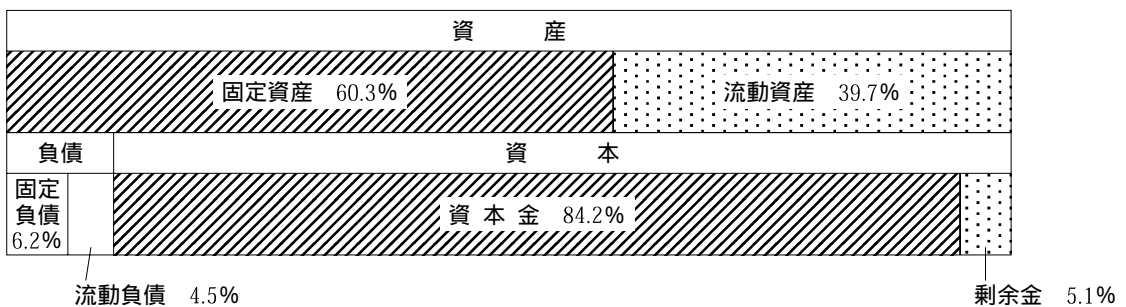 資 産
固定資産 60.3%
流動資産 39.7%
負債
資 本
固定
負債
6.2%
資 本 金 84.2%
流動負債 4.5%
剰余金 5.1%